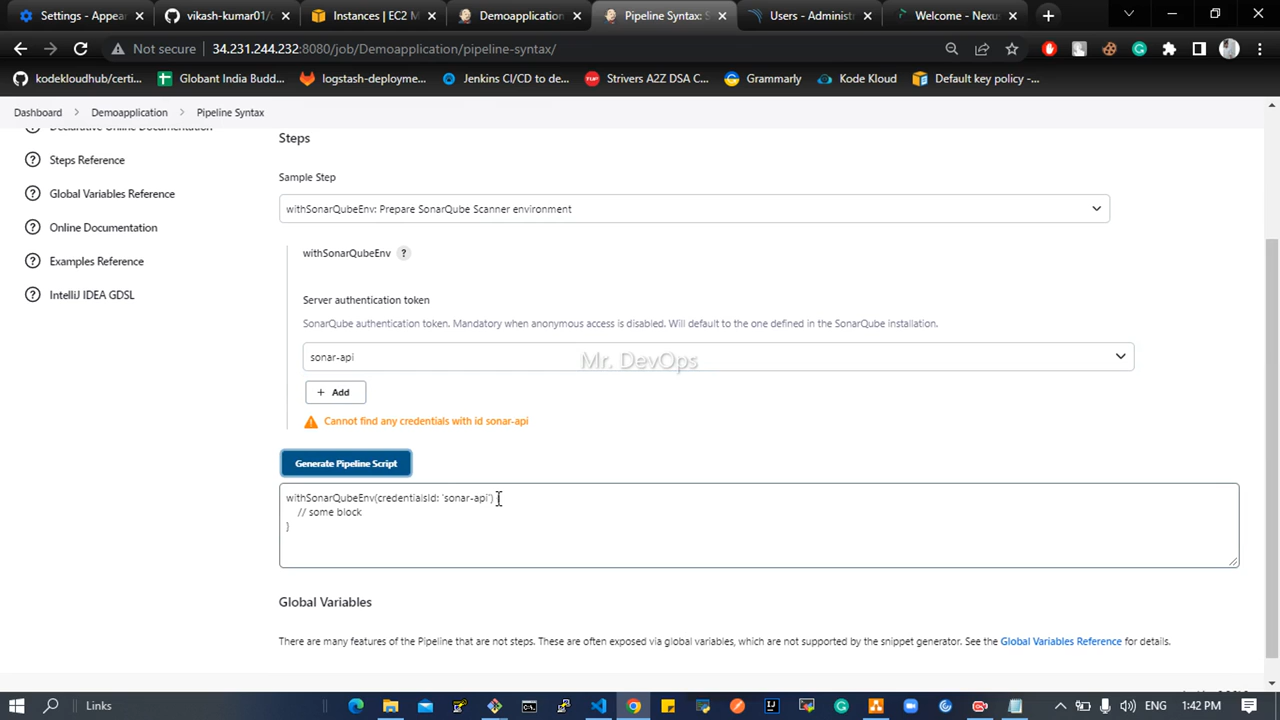 Settings - Appea
vikash-kumar01/
Instances | EC2 M
Demoapplication
Pipeline Syntax: S
Users - Administ
Welcome - Nexu
Not secure
34.231.244.232:8080/job/Demoapplication/pipeline-syntax/
kodekloudhub/certi...
Globant India Budd...
logstash-deployme...
Jenkins CI/CD to de...
Strivers A2Z DSA C...
Grammarly
KodeKloud
Default key policy -...
Dashboard > Demoapplication > Pipeline Syntax
Declarative Online Documentation
Steps Reference
Global Variables Reference
Online Documentation
Examples Reference
IntelliJ IDEA GDSL
Steps
Sample Step
withSonarQubeEnv: Prepare SonarQube Scanner environment
withSonarQubeEnv ?
Server authentication token
SonarQube authentication token. Mandatory when anonymous access is disabled. Will default to the one defined in the SonarQube installation.
sonar-api
Mr. DevOps
+ Add
Cannot find any credentials with id sonar-api
Generate Pipeline Script
withSonarQubeEnv(credentialsId: 'sonar-api')
// some block
}
Global Variables
There are many features of the Pipeline that are not steps. These are often exposed via global variables, which are not supported by the snippet generator. See the Global Variables Reference for details.
Links
ENG
1:42 PM